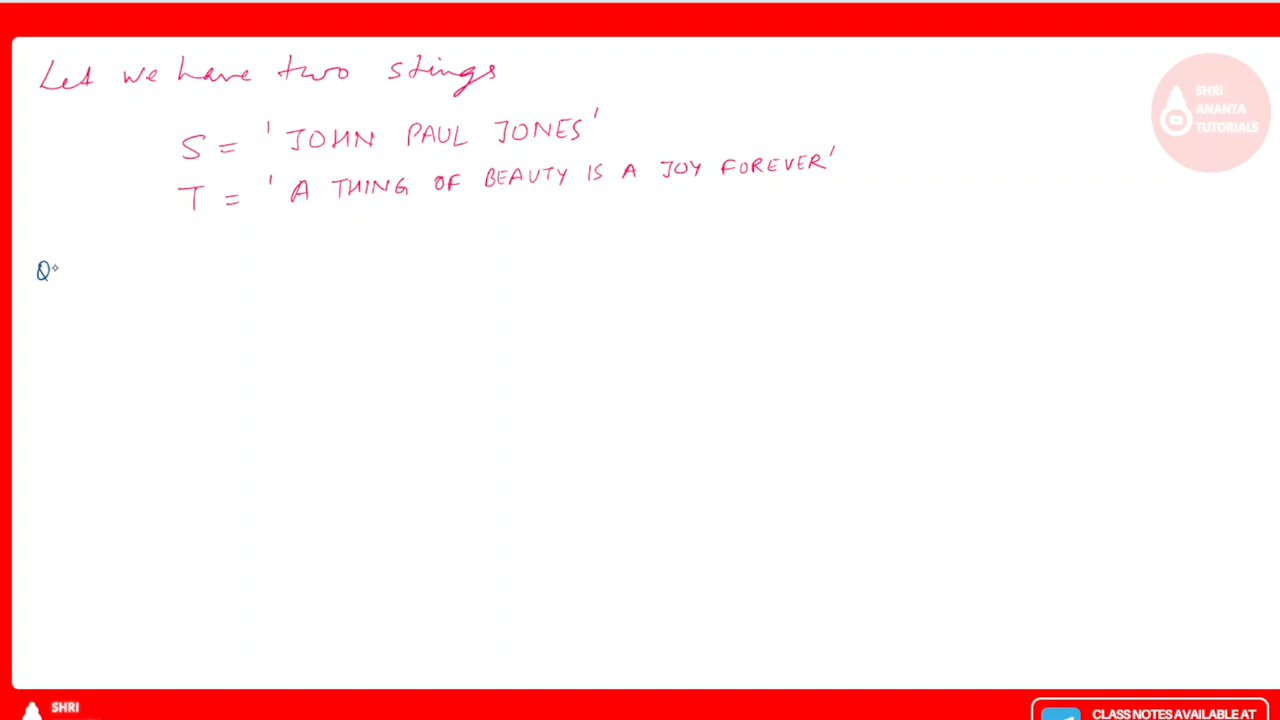 Let we have two stings
S = 'JOHN PAUL JONES'
T = 'A THING OF BEAUTY IS A JOY FOREVER'
Q
SHRI
ANANTA
TUTORIALS
SHRI
CLASS NOTES AVAILABLE AT